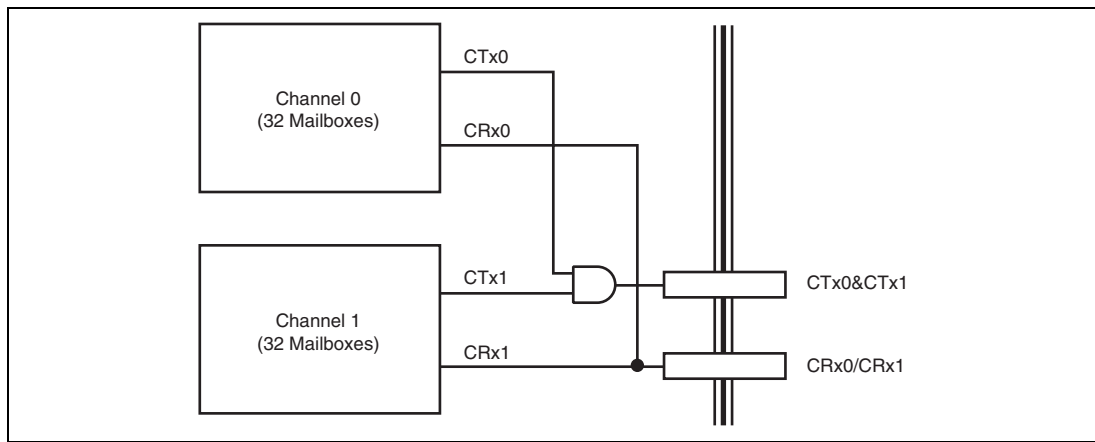 CTx0
Channel 0
(32 Mailboxes)
CRx0
CTx1
CTx0&CTx1
Channel 1
(32 Mailboxes)
CRx1
CRx0/CRx1